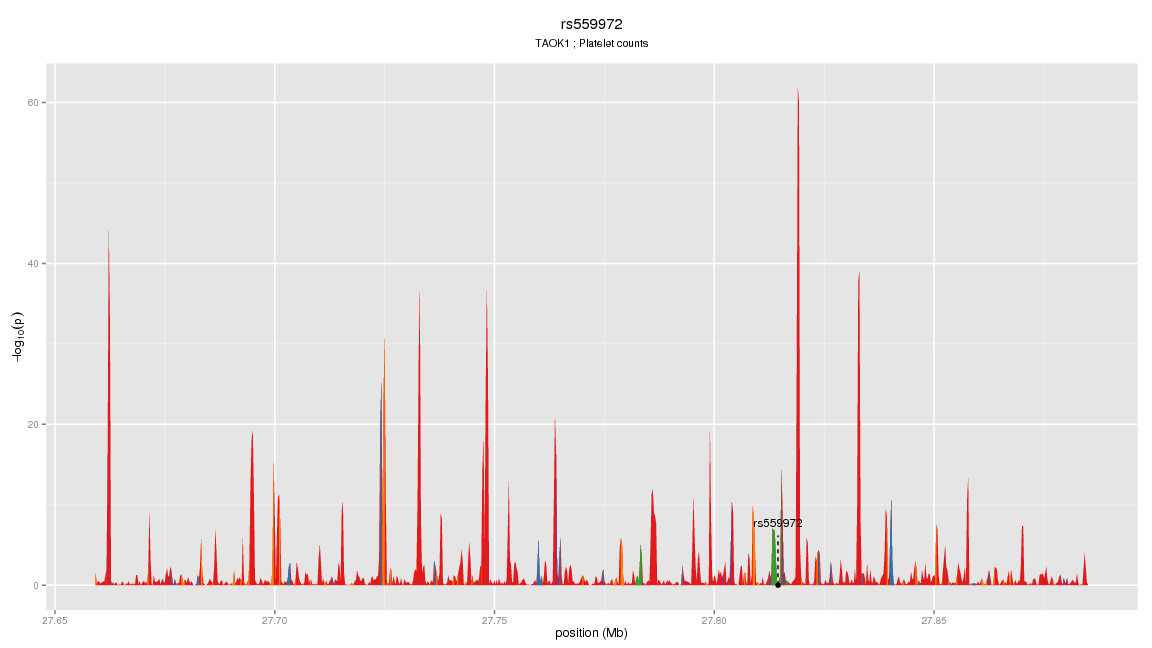 rs559972
TAOK1 ; Platelet counts
60
40
20
0
−log10(p)
rs559972
27.65
27.70
27.75
27.80
27.85
position (Mb)